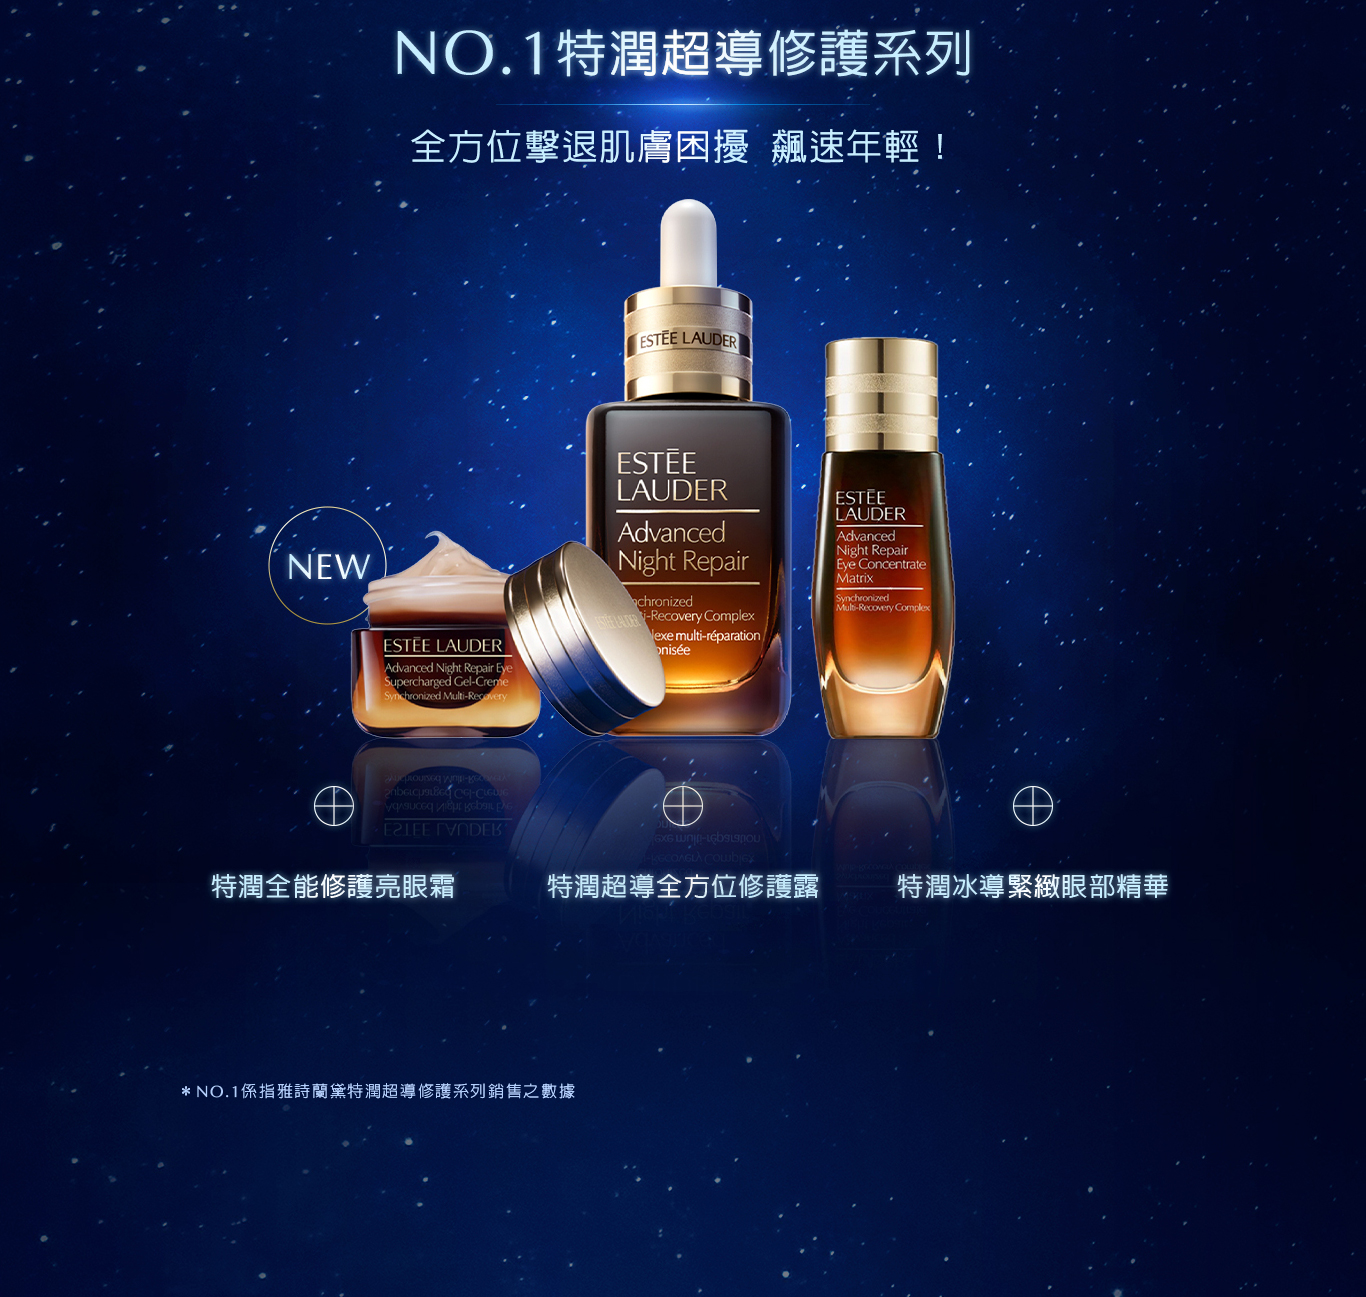 NO.1特潤超導修護系列
全方位擊退肌膚困擾 飆速年輕！
ESTĒE LAUDER
ESTĒE
LAUDER
Advanced
Night Repair
-Recovery Complex
multi-réparation
ESTĒE
LAUDER
Advanced
Night Repair
Eye Concentrate
Matrix
Synchronized
Multi-Recovery Complex
NEW
ESTĒE LAUDER
Advanced Night Repair Eye
Supercharged Gel-Creme
Synchronized Multi-Recovery
特潤全能修護亮眼霜
特潤超導全方位修護露
特潤冰導緊緻眼部精華
＊NO.1係指雅詩蘭黛特潤超導修護系列銷售之數據